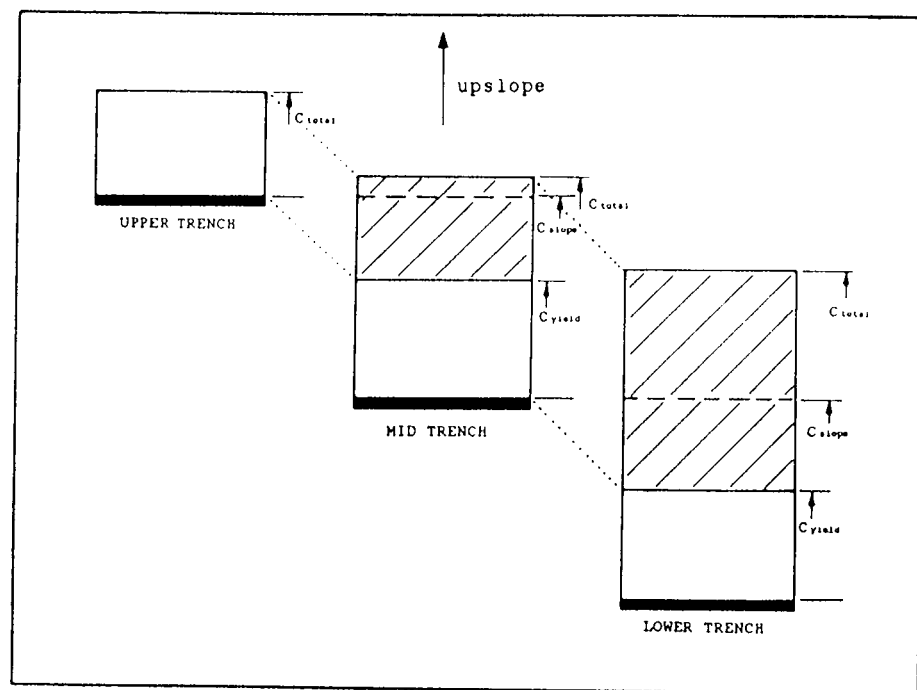 upslope
C total
UPPER TRENCH
C total
C slope
C yield
MID TRENCH
C total
C slope
C yield
LOWER TRENCH